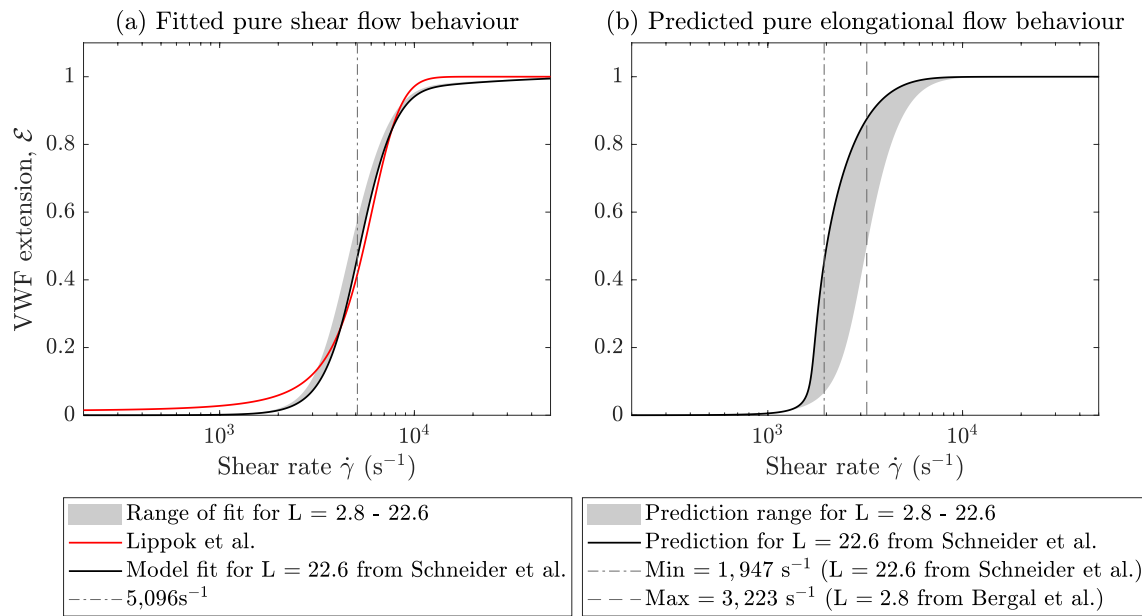 (a) Fitted pure shear flow behaviour
(b) Predicted pure elongational flow behaviour
VWF extension, ℰ
1
0.8
0.6
0.4
0.2
0
10³
10⁴
Shear rate γ̇ (s⁻¹)
1
0.8
0.6
0.4
0.2
0
10³
10⁴
Shear rate γ̇ (s⁻¹)
Range of fit for L = 2.8 - 22.6
Lippok et al.
Model fit for L = 22.6 from Schneider et al.
5,096s⁻¹
Prediction range for L = 2.8 - 22.6
Prediction for L = 22.6 from Schneider et al.
Min = 1,947 s⁻¹ (L = 22.6 from Schneider et al.)
Max = 3,223 s⁻¹ (L = 2.8 from Bergal et al.)